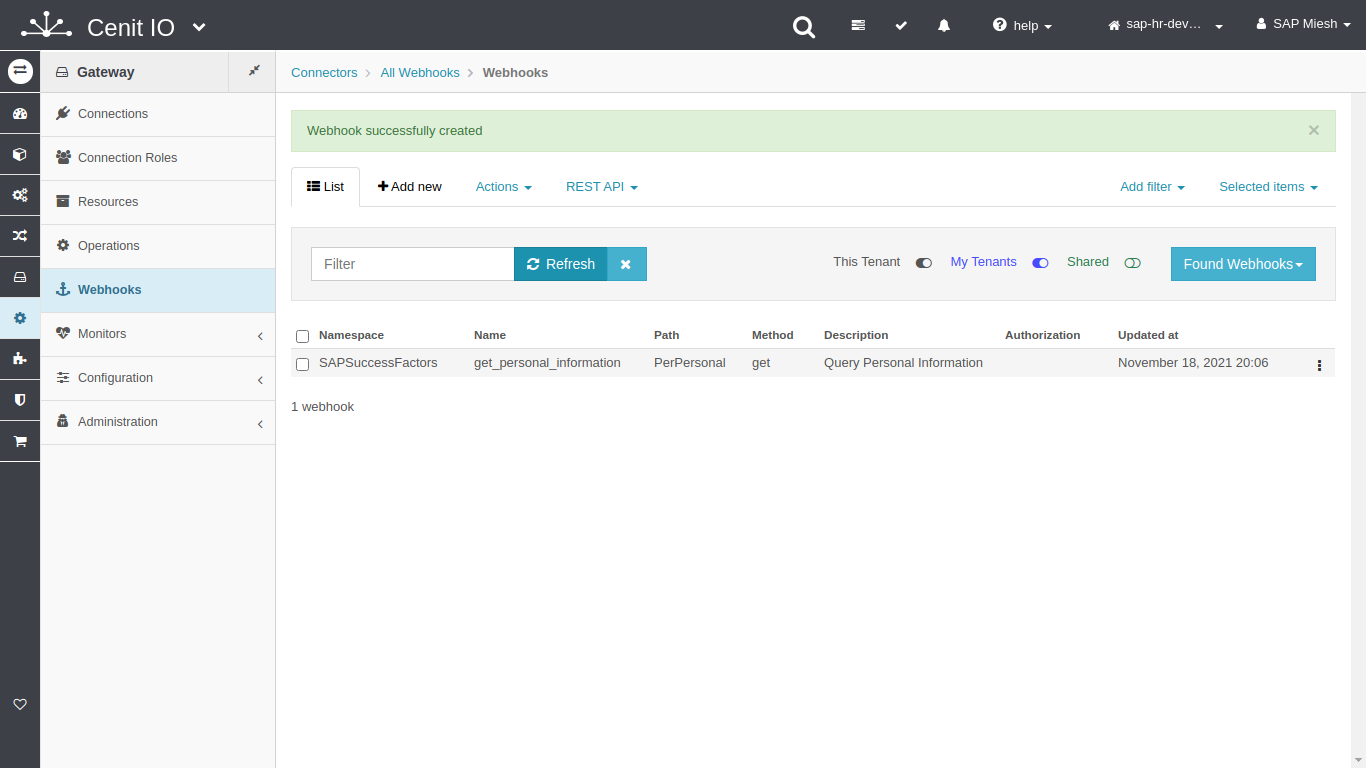 Cenit IO
help
sap-hr-dev...
SAP Miesh
Gateway
Connections
Connection Roles
Resources
Operations
Webhooks
Monitors
Configuration
Administration
Connectors All Webhooks Webhooks
Webhook successfully created ×
List Add new Actions REST API Add filter Selected items
Filter Refresh This Tenant My Tenants Shared Found Webhooks
Namespace Name Path Method Description Authorization Updated at
SAPSuccessFactors get_personal_information PerPersonal get Query Personal Information November 18, 2021 20:06
1 webhook